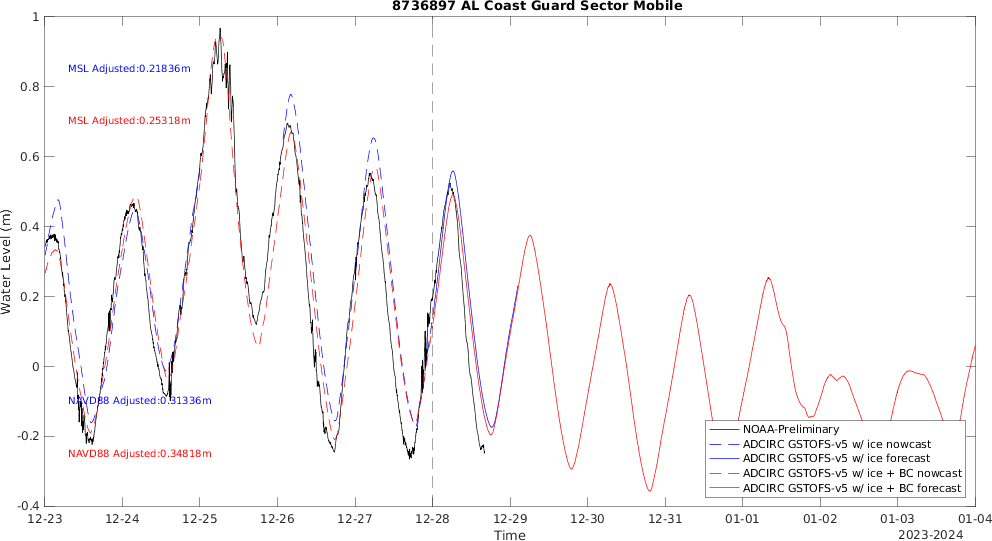 8736897 AL Coast Guard Sector Mobile
1
0.8
0.6
0.4
0.2
0
-0.2
-0.4
Water Level (m)
MSL Adjusted:0.21836m
MSL Adjusted:0.25318m
NAVD88 Adjusted:0.31336m
NAVD88 Adjusted:0.34818m
NOAA-Preliminary
ADCIRC GSTOFS-v5 w/ ice nowcast
ADCIRC GSTOFS-v5 w/ ice forecast
ADCIRC GSTOFS-v5 w/ ice + BC nowcast
ADCIRC GSTOFS-v5 w/ ice + BC forecast
12-23 12-24 12-25 12-26 12-27 12-28 12-29 12-30 12-31 01-01 01-02 01-03 01-04
Time
2023-2024